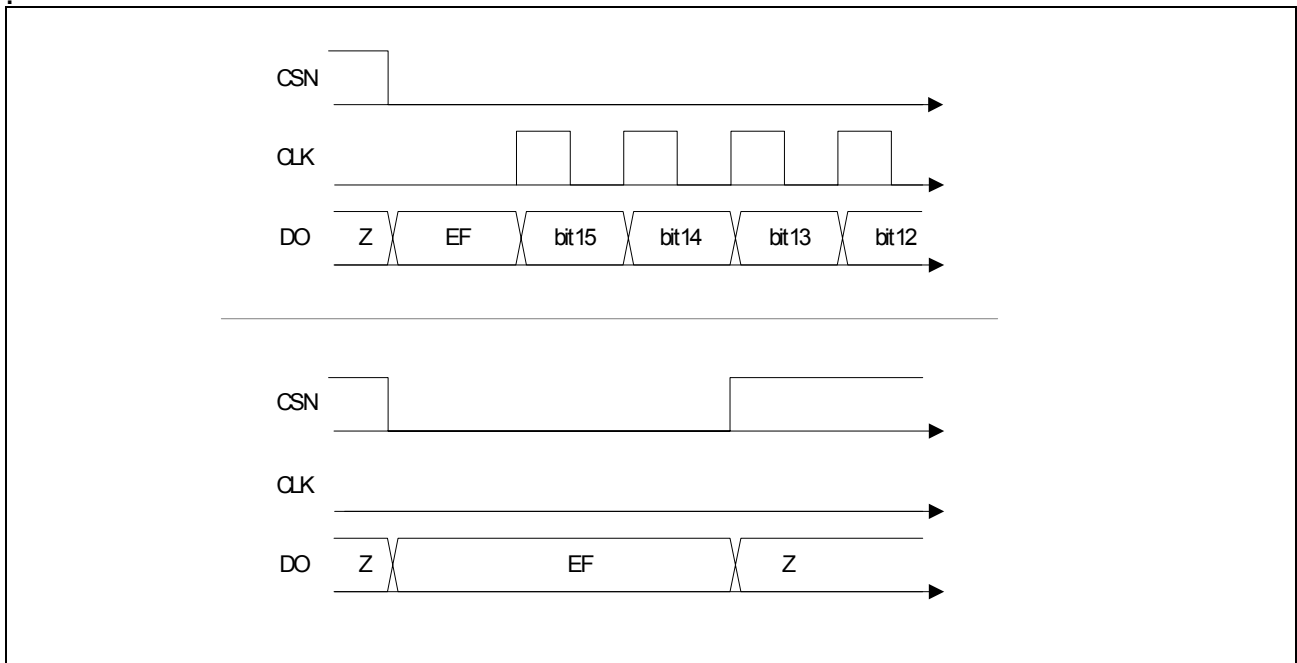 CSN
CLK
DO Z EF bit15 bit14 bit13 bit12
CSN
CLK
DO Z EF Z